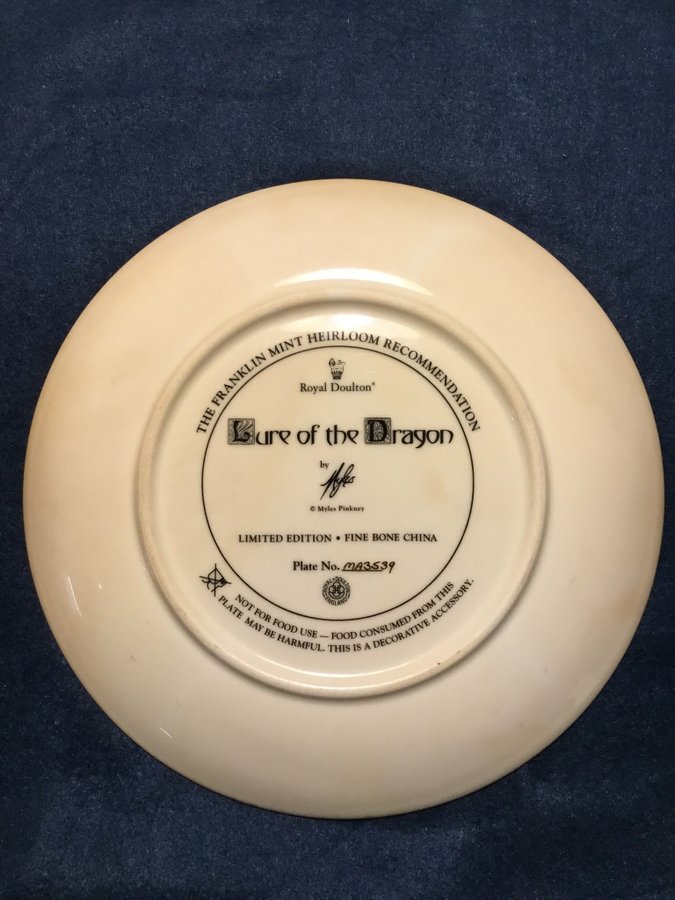 THE FRANKLIN MINT HEIRLOOM RECOMMENDATION
Royal Doulton®
Lure of the Dragon
by Myles
© Myles Pinkney
LIMITED EDITION • FINE BONE CHINA
Plate No. MA3539
NOT FOR FOOD USE — FOOD CONSUMED FROM THIS
PLATE MAY BE HARMFUL. THIS IS A DECORATIVE ACCESSORY.